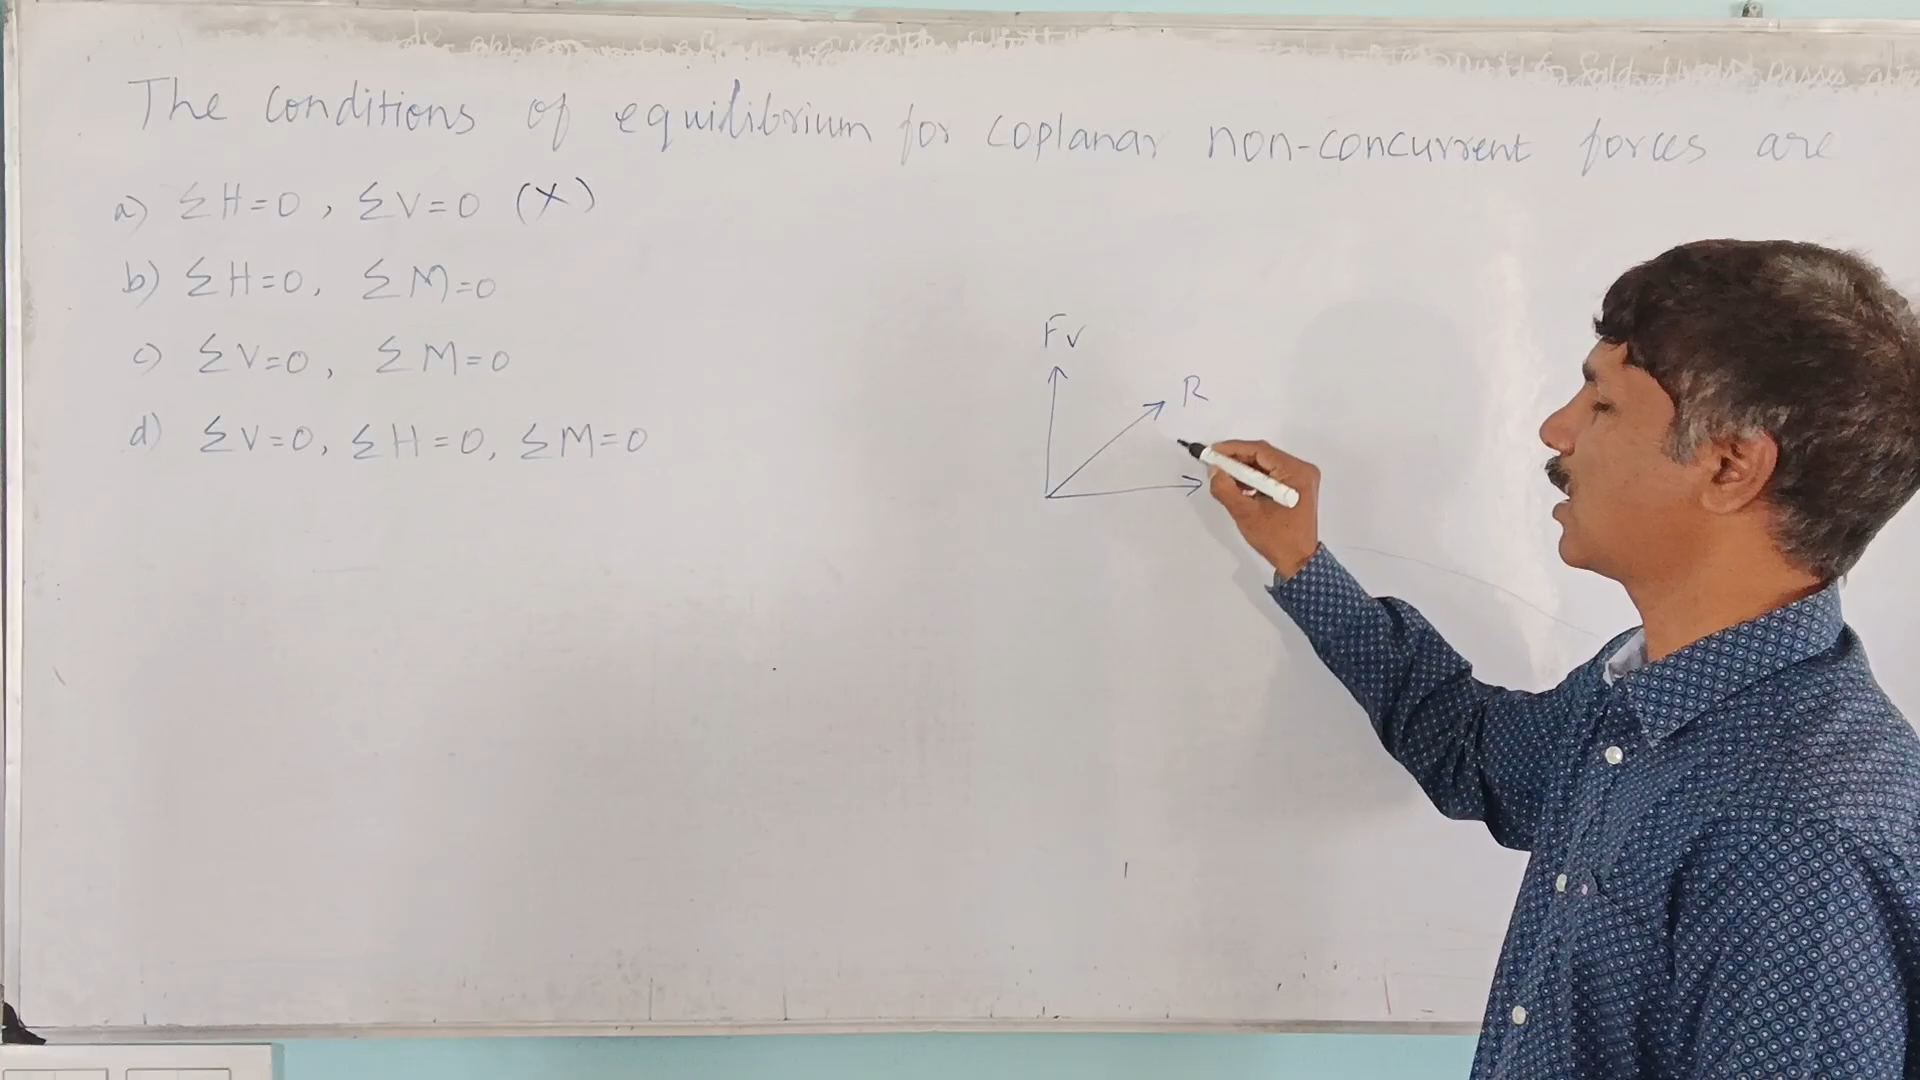 The conditions of equilibrium for coplanar non-concurrent forces are
a) ΣH=0, ΣV=0 (X)
b) ΣH=0, ΣM=0
c) ΣV=0, ΣM=0
d) ΣV=0, ΣH=0, ΣM=0
Fv
R